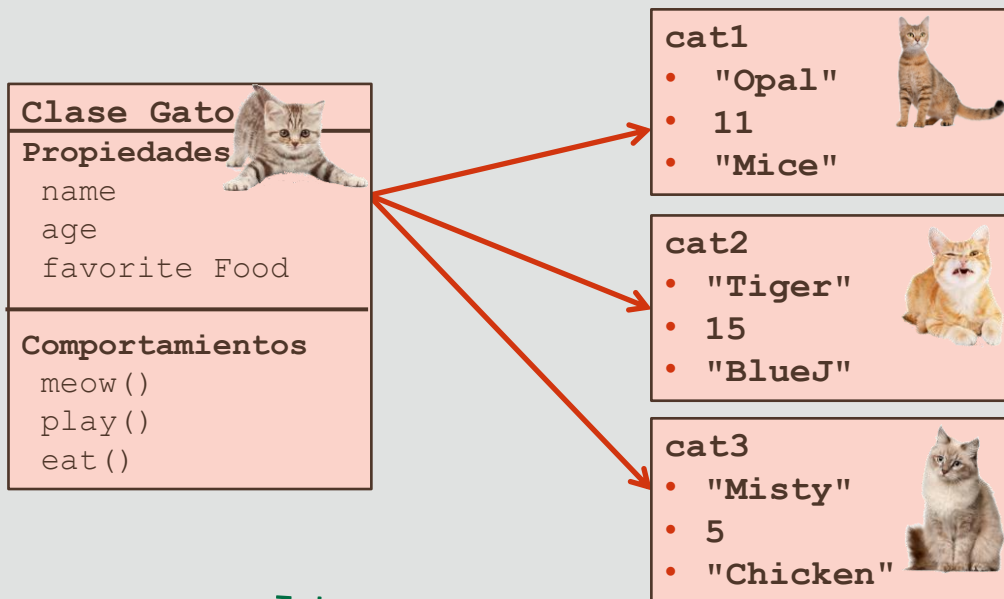 Clase Gato
Propiedades
name
age
favorite Food
Comportamientos
meow()
play()
eat()
cat1
• "Opal"
• 11
• "Mice"
cat2
• "Tiger"
• 15
• "BlueJ"
cat3
• "Misty"
• 5
• "Chicken"